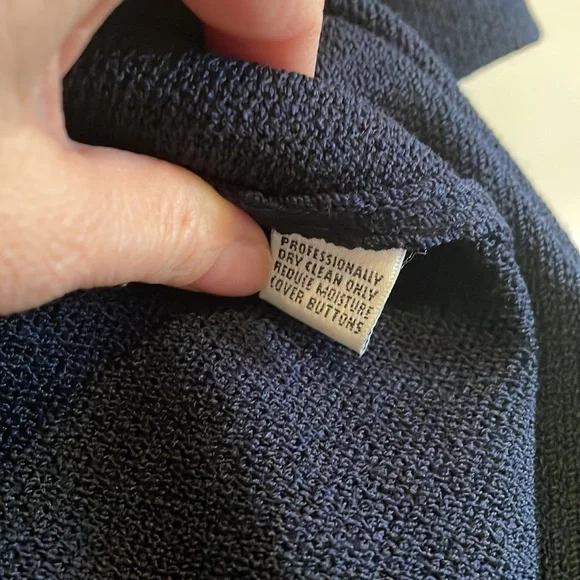 PROFESSIONALLY
DRY CLEAN ONLY
REDUCE MOISTURE
COVER BUTTONS